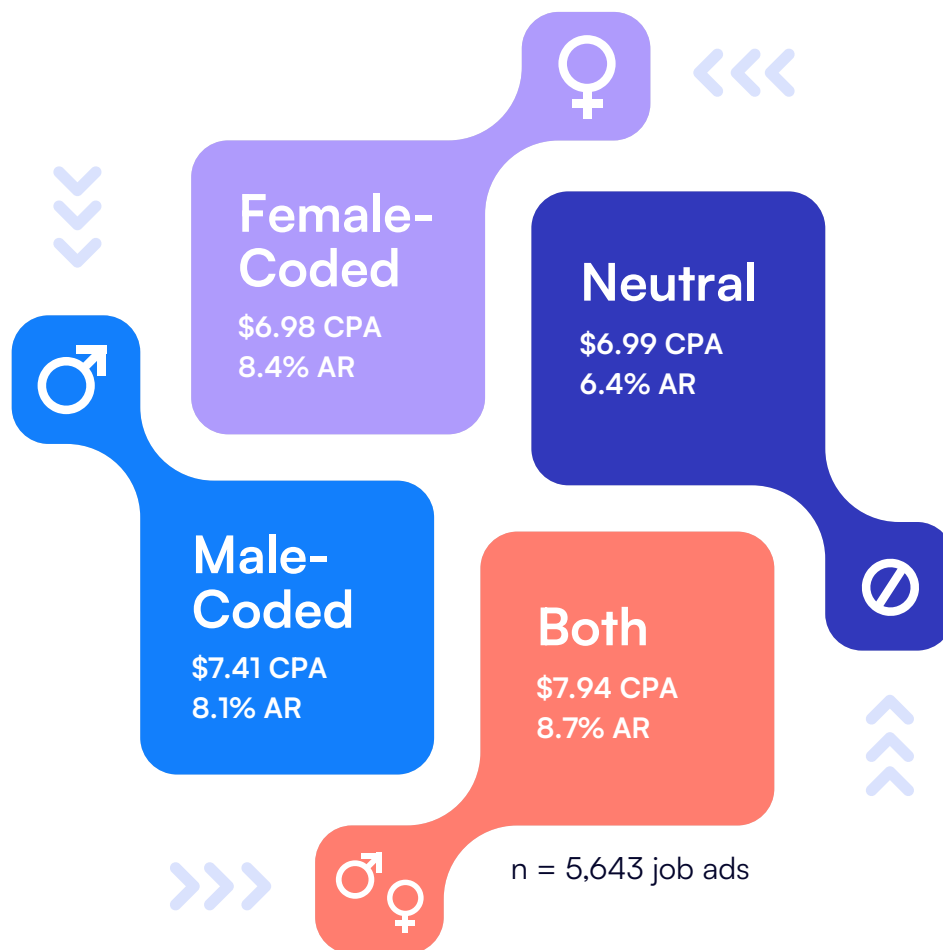 Female-
Coded
$6.98 CPA
8.4% AR
Neutral
$6.99 CPA
6.4% AR
Male-
Coded
$7.41 CPA
8.1% AR
Both
$7.94 CPA
8.7% AR
n = 5,643 job ads